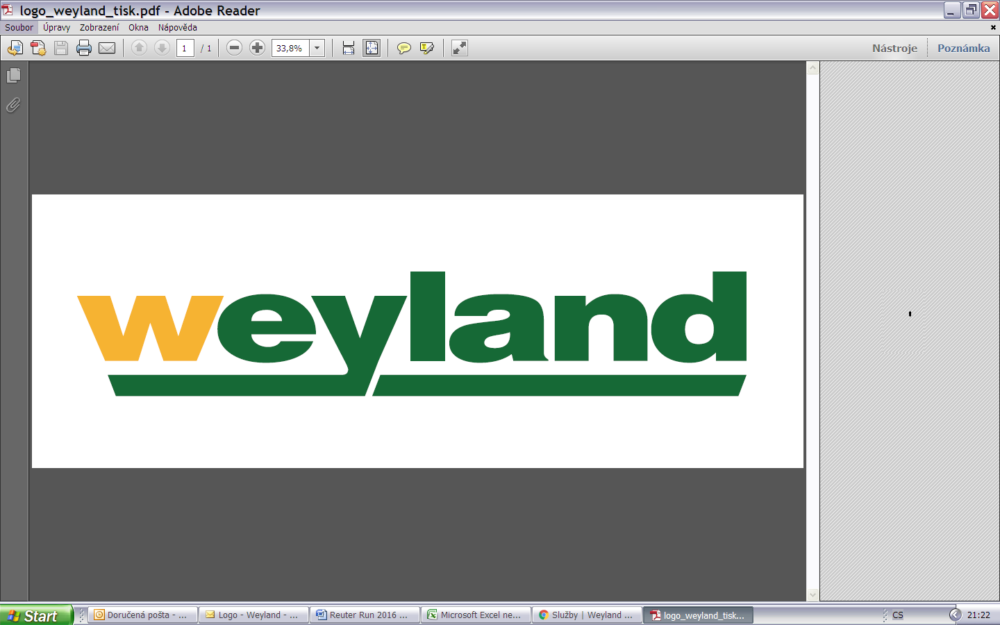 logo_weyland_tisk.pdf - Adobe Reader
Soubor Úpravy Zobrazení Okna Nápověda
1 / 1 33,8% Nástroje Poznámka
weyland
Start Doručená pošta - ... Logo - Weyland - ... Reuter Run 2016 ... Microsoft Excel ne... Služby | Weyland ... logo_weyland_tisk... CS 21:22